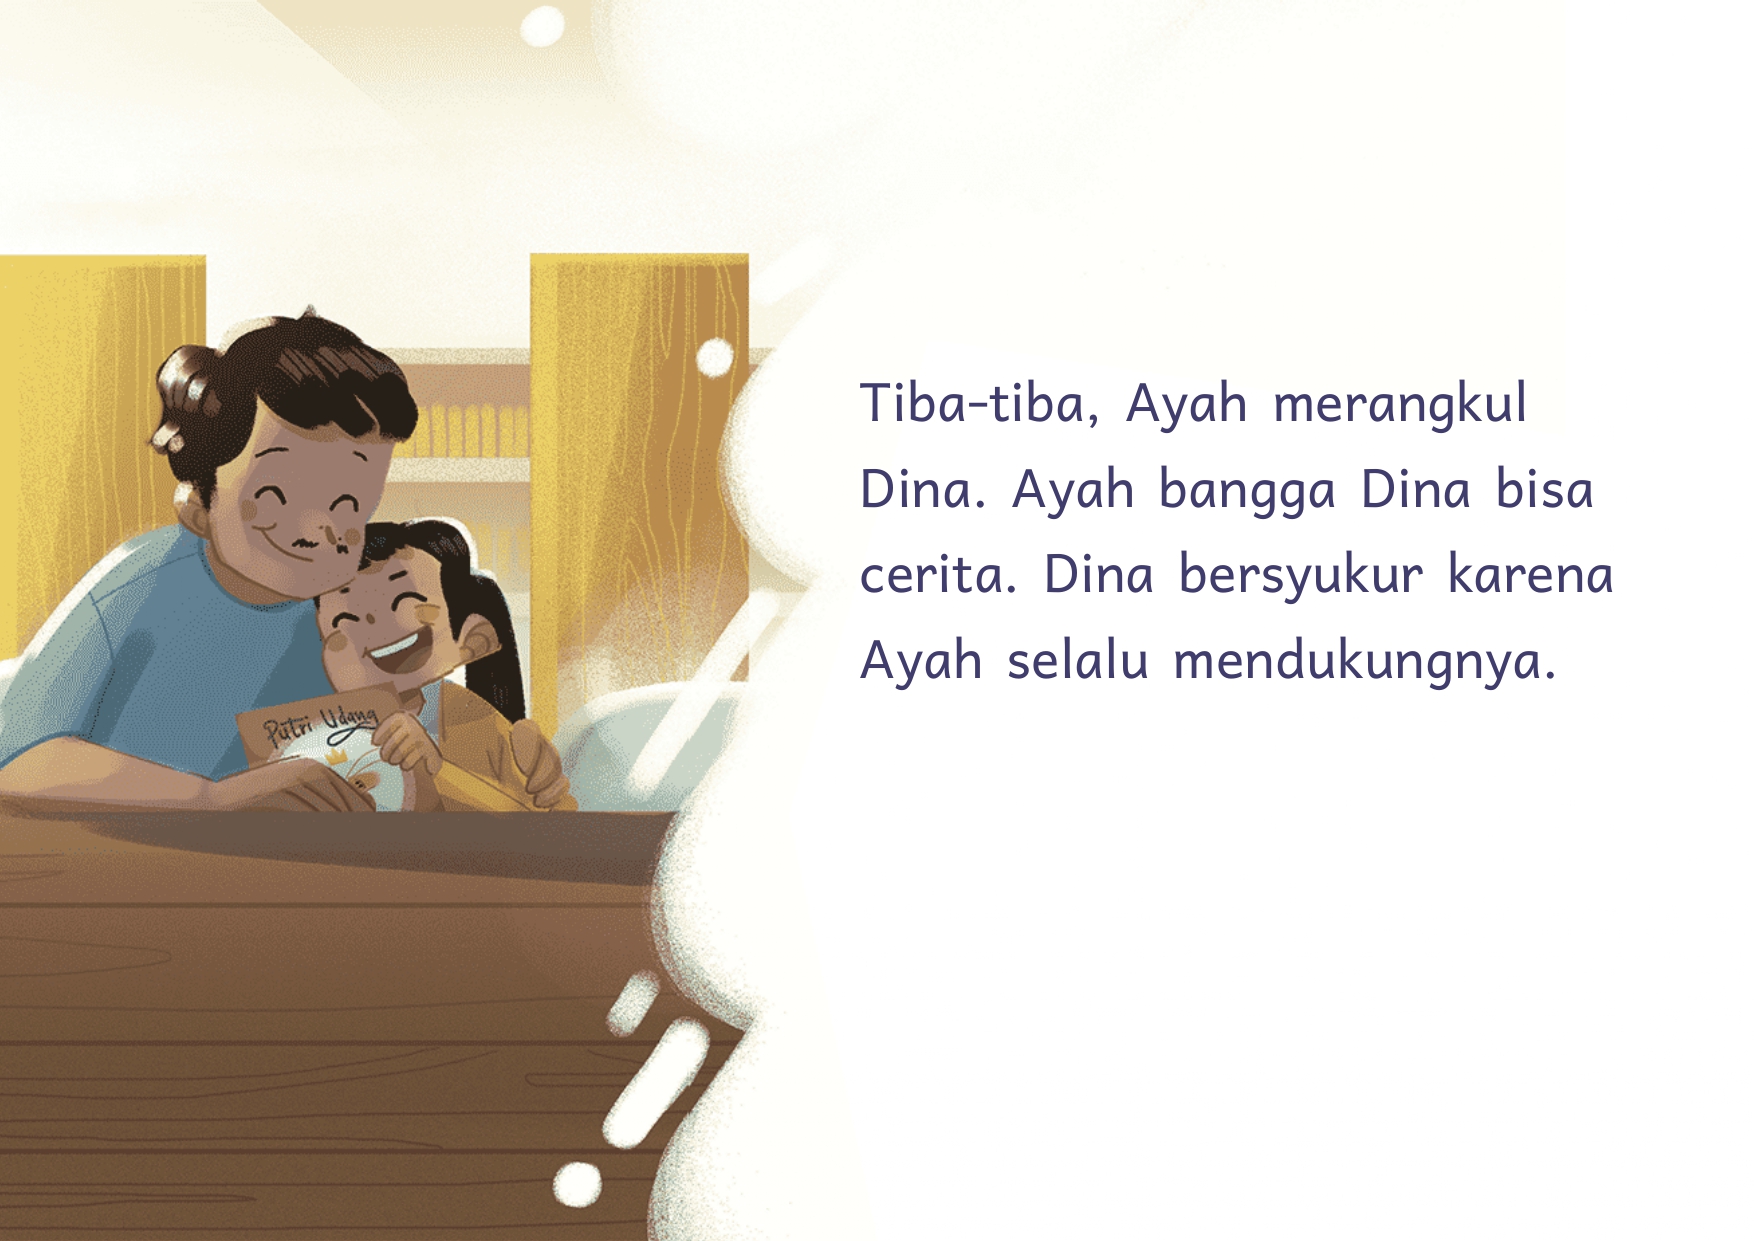 Tiba-tiba, Ayah merangkul
Dina. Ayah bangga Dina bisa
cerita. Dina bersyukur karena
Ayah selalu mendukungnya.
Putri Udang